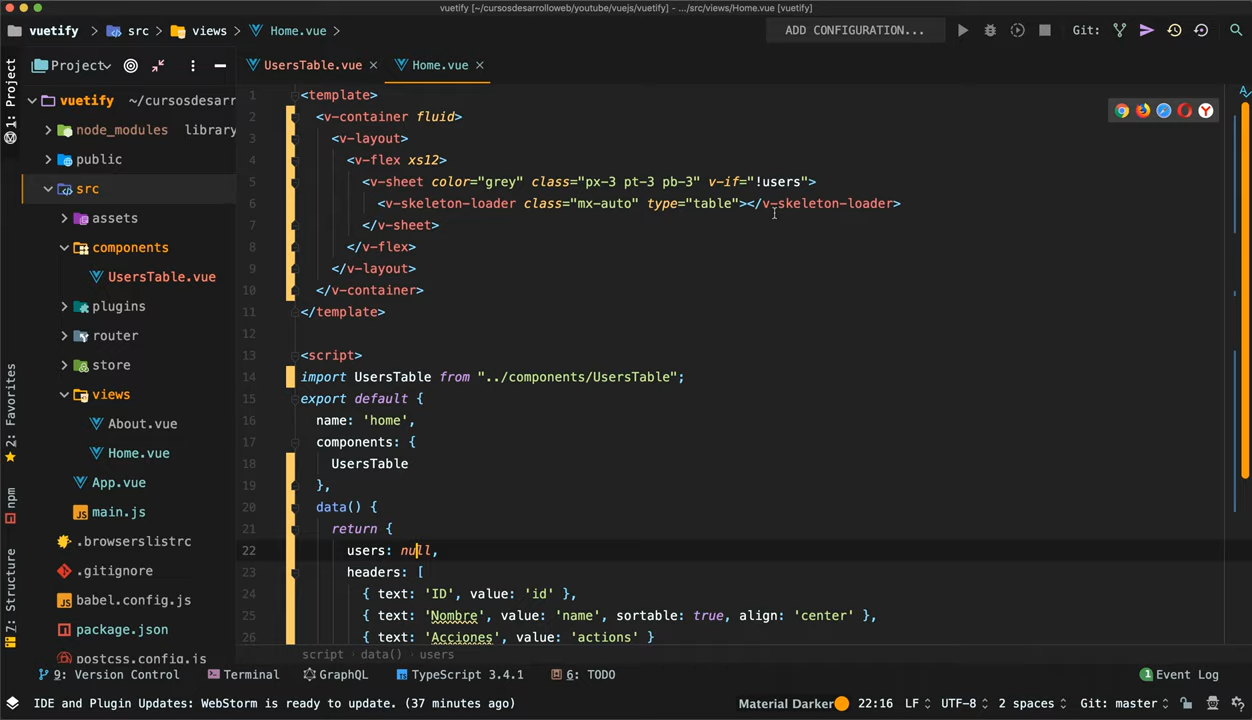 vuetify [~/cursosdesarrolloweb/youtube/vuejs/vuetify] - .../src/views/Home.vue [vuetify]
vuetify src views Home.vue
ADD CONFIGURATION...
Git:
1: Project
Project
UsersTable.vue
Home.vue
vuetify ~/cursosdesarr
node_modules library
public
src
assets
components
UsersTable.vue
plugins
router
store
views
About.vue
Home.vue
App.vue
main.js
.browserslistrc
.gitignore
babel.config.js
package.json
postcss.config.js
2: Favorites
npm
7: Structure
1 <template>
2 <v-container fluid>
3 <v-layout>
4 <v-flex xs12>
5 <v-sheet color="grey" class="px-3 pt-3 pb-3" v-if="!users">
6 <v-skeleton-loader class="mx-auto" type="table"></v-skeleton-loader>
7 </v-sheet>
8 </v-flex>
9 </v-layout>
10 </v-container>
11 </template>
12
13 <script>
14 import UsersTable from "../components/UsersTable";
15 export default {
16 name: 'home',
17 components: {
18 UsersTable
19 },
20 data() {
21 return {
22 users: null,
23 headers: [
24 { text: 'ID', value: 'id' },
25 { text: 'Nombre', value: 'name', sortable: true, align: 'center' },
26 { text: 'Acciones', value: 'actions' }
script data() users
9: Version Control Terminal GraphQL TypeScript 3.4.1 6: TODO
1 Event Log
IDE and Plugin Updates: WebStorm is ready to update. (37 minutes ago)
Material Darker 22:16 LF UTF-8 2 spaces Git: master